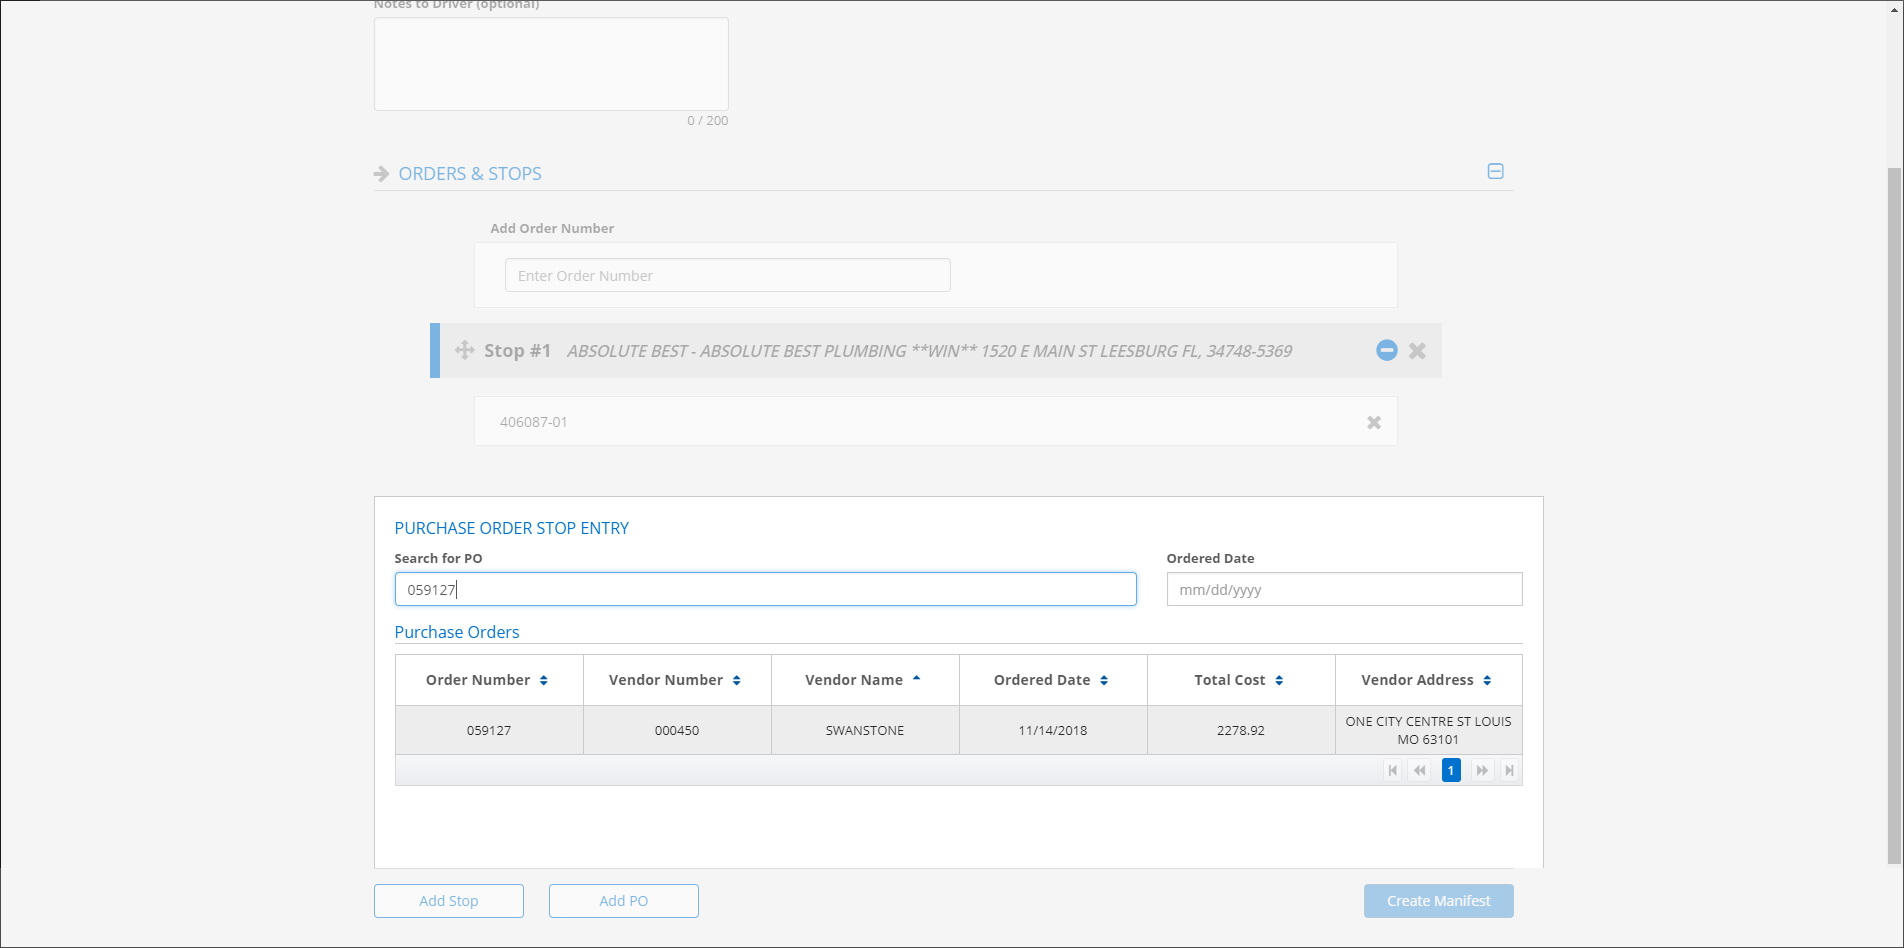 Notes to Driver (optional)
0 / 200
ORDERS & STOPS
Add Order Number
Enter Order Number
Stop #1 ABSOLUTE BEST - ABSOLUTE BEST PLUMBING **WIN** 1520 E MAIN ST LEESBURG FL, 34748-5369
406087-01
PURCHASE ORDER STOP ENTRY
Search for PO Ordered Date
059127 mm/dd/yyyy
Purchase Orders
Order Number Vendor Number Vendor Name Ordered Date Total Cost Vendor Address
059127 000450 SWANSTONE 11/14/2018 2278.92 ONE CITY CENTRE ST LOUIS
MO 63101
1
Add Stop Add PO Create Manifest